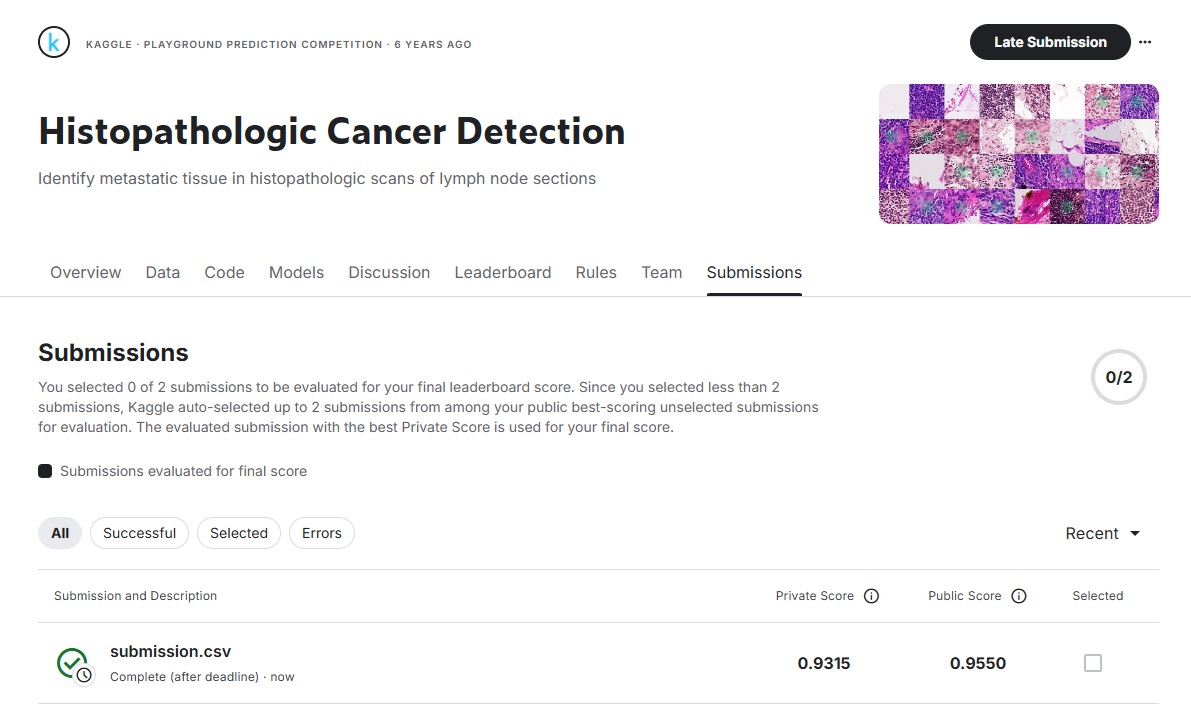 k KAGGLE · PLAYGROUND PREDICTION COMPETITION · 6 YEARS AGO
Late Submission
Histopathologic Cancer Detection
Identify metastatic tissue in histopathologic scans of lymph node sections
Overview Data Code Models Discussion Leaderboard Rules Team Submissions
Submissions
0/2
You selected 0 of 2 submissions to be evaluated for your final leaderboard score. Since you selected less than 2
submissions, Kaggle auto-selected up to 2 submissions from among your public best-scoring unselected submissions
for evaluation. The evaluated submission with the best Private Score is used for your final score.
Submissions evaluated for final score
All Successful Selected Errors Recent
Submission and Description Private Score Public Score Selected
submission.csv
Complete (after deadline) · now
0.9315 0.9550